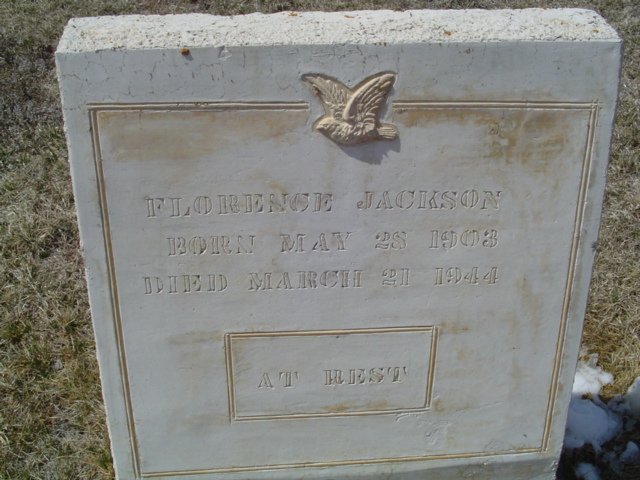 FLORENCE JACKSON
BORN MAY 28 1903
DIED MARCH 21 1944
AT REST